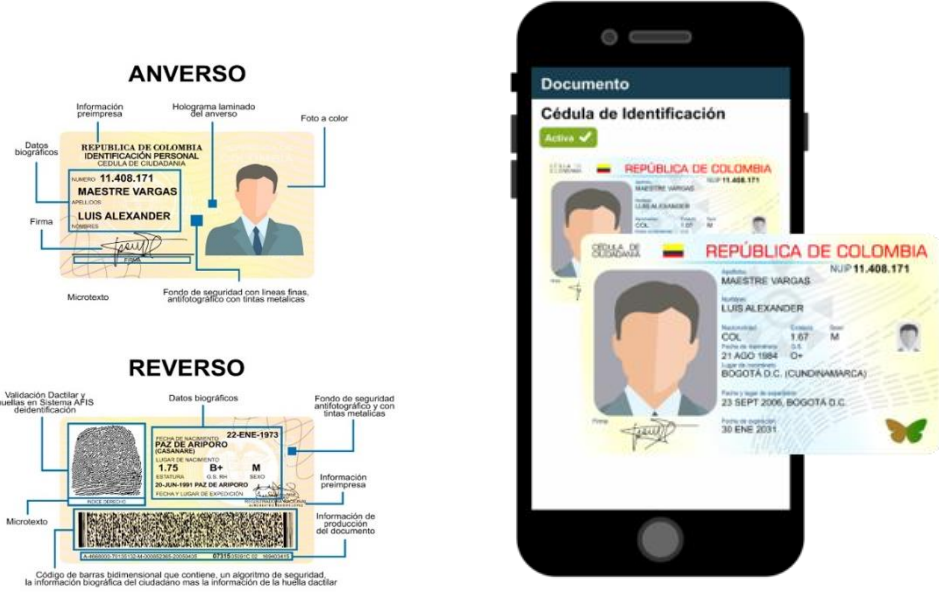 ANVERSO
Información
preimpresa
Holograma laminado
del anverso
Foto a color
Datos
biográficos
REPUBLICA DE COLOMBIA
IDENTIFICACIÓN PERSONAL
CEDULA DE CIUDADANIA
NUMERO 11.408.171
MAESTRE VARGAS
APELLIDOS
LUIS ALEXANDER
NOMBRES
Firma
FIRMA
Microtexto
Fondo de seguridad con lineas finas,
antifotográfico con tintas metalicas
REVERSO
Validación Dactilar y
huellas en Sistema AFIS
deidentificación
Datos biográficos
Fondo de seguridad
antifotográfico y con
tintas metalicas
FECHA DE NACIMIENTO 22-ENE-1973
PAZ DE ARIPORO
(CASANARE)
LUGAR DE NACIMIENTO
1.75 B+ M
ESTATURA G.S. RH SEXO
20-JUN-1991 PAZ DE ARIPORO
FECHA Y LUGAR DE EXPEDICIÓN
INDICE DERECHO
Información
preimpresa
Microtexto
Información de
producción
del documento
Código de barras bidimensional que contiene, un algoritmo de seguridad,
la información biográfica del ciudadano mas la información de la huella dactilar
Documento
Cédula de Identificación
Activa
REPÚBLICA DE COLOMBIA
NUIP 11.408.171
MAESTRE VARGAS
LUIS ALEXANDER
COL 1.67 M
CÉDULA DE
CIUDADANÍA
REPÚBLICA DE COLOMBIA
NUIP 11.408.171
Apellidos
MAESTRE VARGAS
Nombres
LUIS ALEXANDER
Nacionalidad Estatura Sexo
COL 1.67 M
G.S.
21 AGO 1984 O+
Lugar de nacimiento
BOGOTÁ D.C. (CUNDINAMARCA)
Fecha y lugar de expedición
23 SEPT 2006, BOGOTA D.C.
Fecha de expiración
30 ENE 2031
Firma